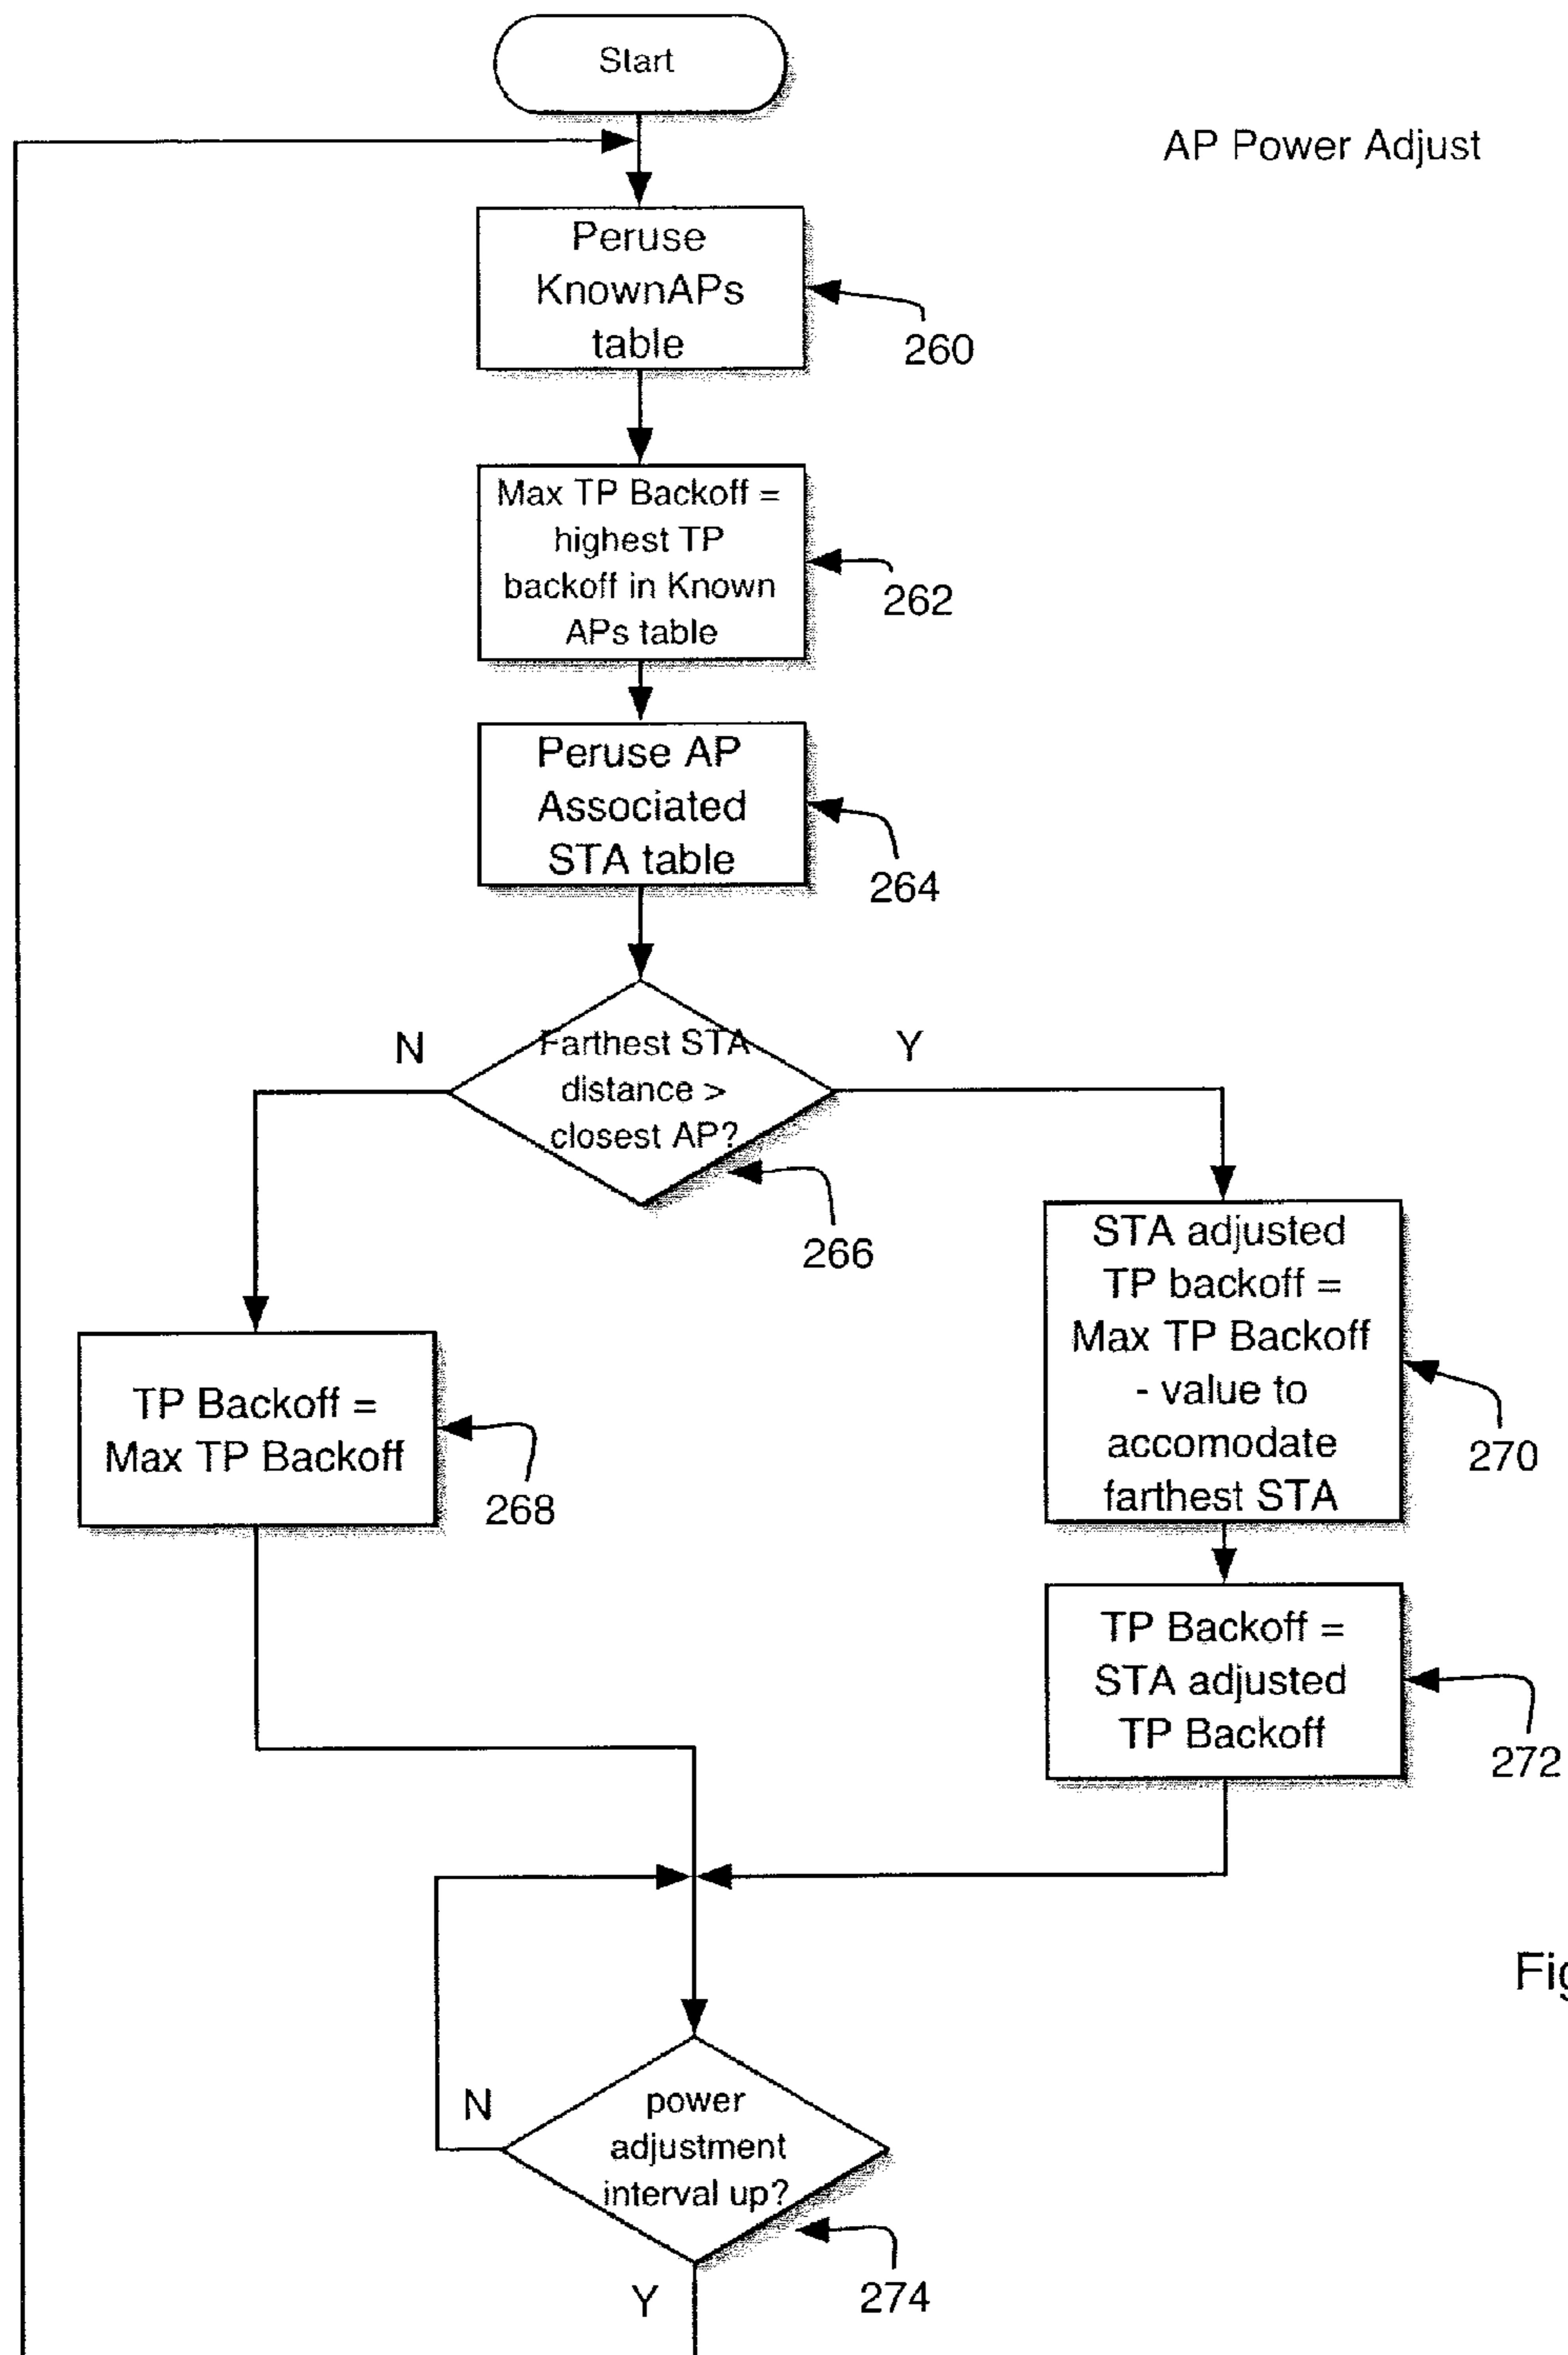 Start
AP Power Adjust
Peruse
KnownAPs
table
260
Max TP Backoff =
highest TP
backoff in Known
APs table
262
Peruse AP
Associated
STA table
264
N
Farthest STA
distance >
closest AP?
Y
266
STA adjusted
TP backoff =
Max TP Backoff
- value to
accomodate
farthest STA
270
TP Backoff =
Max TP Backoff
268
TP Backoff =
STA adjusted
TP Backoff
272
N
power
adjustment
interval up?
Y
274